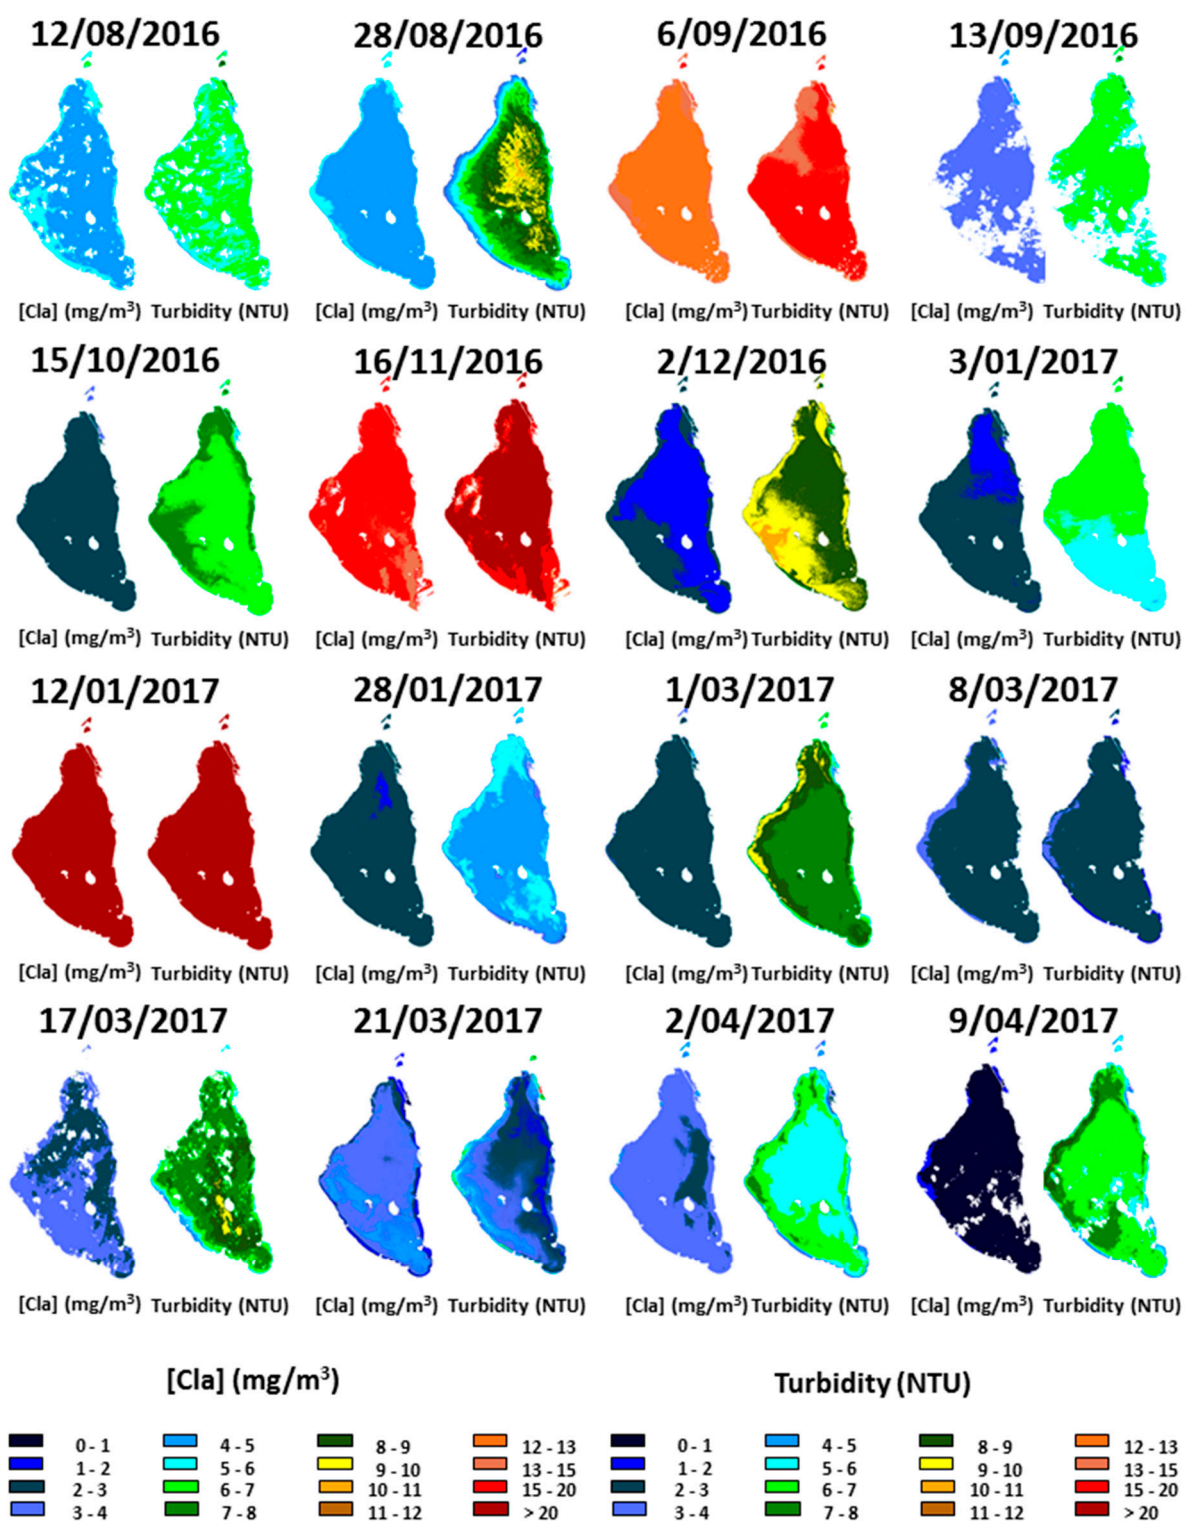 12/08/2016 28/08/2016 6/09/2016 13/09/2016
[Cla] (mg/m³) Turbidity (NTU) [Cla] (mg/m³) Turbidity (NTU) [Cla] (mg/m³) Turbidity (NTU) [Cla] (mg/m³) Turbidity (NTU)
15/10/2016 16/11/2016 2/12/2016 3/01/2017
[Cla] (mg/m³) Turbidity (NTU) [Cla] (mg/m³) Turbidity (NTU) [Cla] (mg/m³) Turbidity (NTU) [Cla] (mg/m³) Turbidity (NTU)
12/01/2017 28/01/2017 1/03/2017 8/03/2017
[Cla] (mg/m³) Turbidity (NTU) [Cla] (mg/m³) Turbidity (NTU) [Cla] (mg/m³) Turbidity (NTU) [Cla] (mg/m³) Turbidity (NTU)
17/03/2017 21/03/2017 2/04/2017 9/04/2017
[Cla] (mg/m³) Turbidity (NTU) [Cla] (mg/m³) Turbidity (NTU) [Cla] (mg/m³) Turbidity (NTU) [Cla] (mg/m³) Turbidity (NTU)
[Cla] (mg/m³) Turbidity (NTU)
0 - 1 4 - 5 8 - 9 12 - 13 0 - 1 4 - 5 8 - 9 12 - 13
1 - 2 5 - 6 9 - 10 13 - 15 1 - 2 5 - 6 9 - 10 13 - 15
2 - 3 6 - 7 10 - 11 15 - 20 2 - 3 6 - 7 10 - 11 15 - 20
3 - 4 7 - 8 11 - 12 > 20 3 - 4 7 - 8 11 - 12 > 20